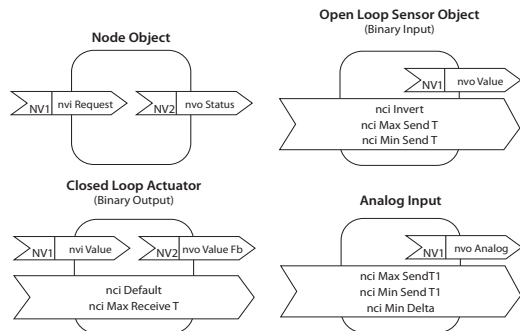 Node Object
NV1 nvi Request
NV2 nvo Status
Open Loop Sensor Object
(Binary Input)
NV1 nvo Value
nci Invert
nci Max Send T
nci Min Send T
Closed Loop Actuator
(Binary Output)
NV1 nvi Value
NV2 nvo Value Fb
nci Default
nci Max Receive T
Analog Input
NV1 nvo Analog
nci Max SendT1
nci Min Send T1
nci Min Delta